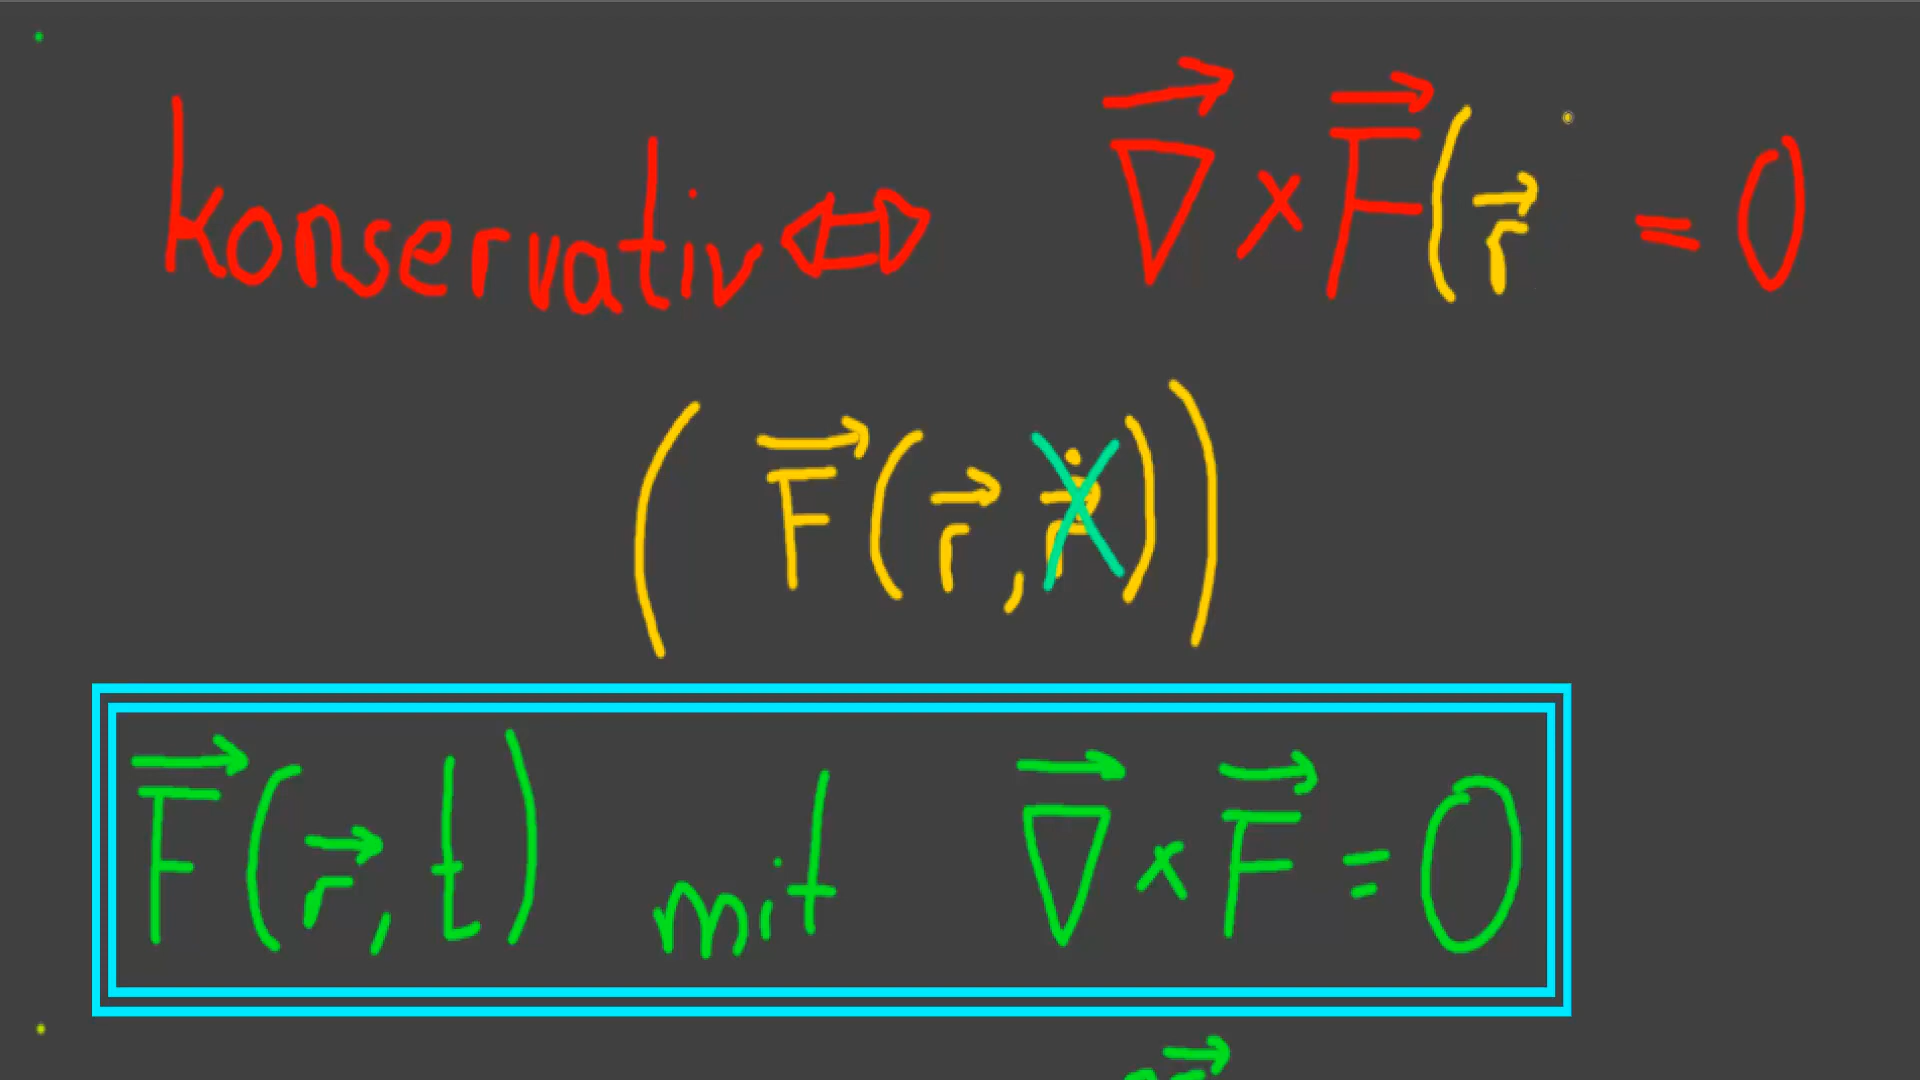 konservativ ⇔ ∇⃗ × F⃗(r⃗ = 0
(F⃗(r⃗, r⃗̇))
F⃗(r⃗, t) mit ∇⃗ × F⃗ = 0